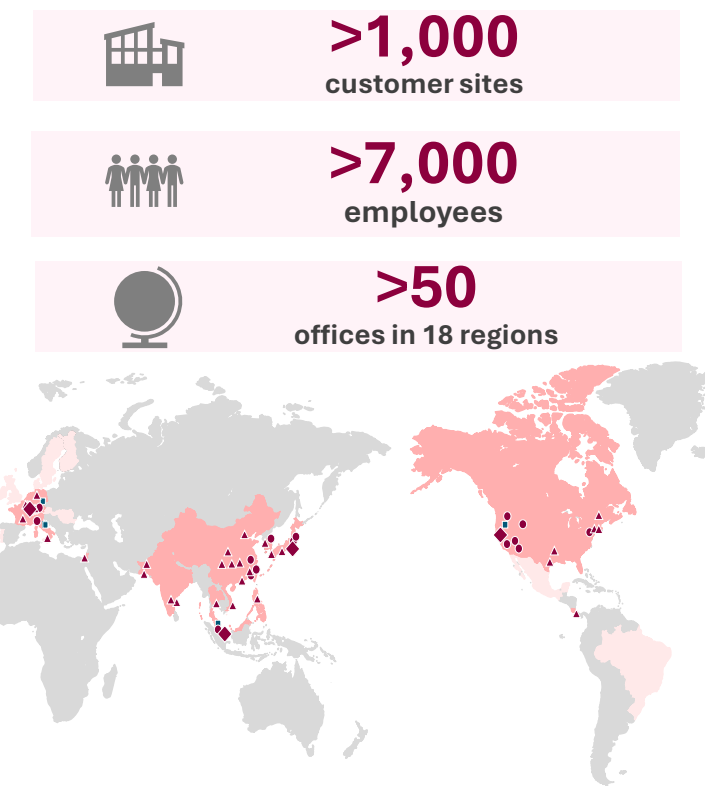 >1,000
customer sites
>7,000
employees
>50
offices in 18 regions